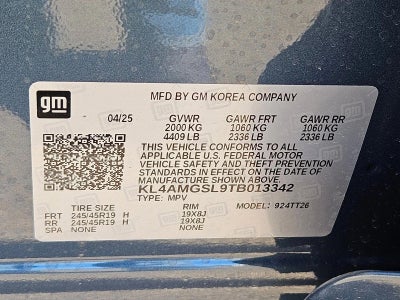 gm
MFD BY GM KOREA COMPANY
04/25 GVWR GAWR FRT GAWR RR
2000 KG 1060 KG 1060 KG
4409 LB 2336 LB 2336 LB
THIS VEHICLE CONFORMS TO ALL
APPLICABLE U.S. FEDERAL MOTOR
VEHICLE SAFETY AND THEFT PREVENTION
STANDARDS IN EFFECT ON THE DATE OF
MANUFACTURE SHOWN ABOVE.
KL4AMGSL9TB013342
TYPE: MPV MODEL: 924TT26
TIRE SIZE RIM
FRT 245/45R19 H 19X8J
RR 245/45R19 H 19X8J
SPA NONE NONE